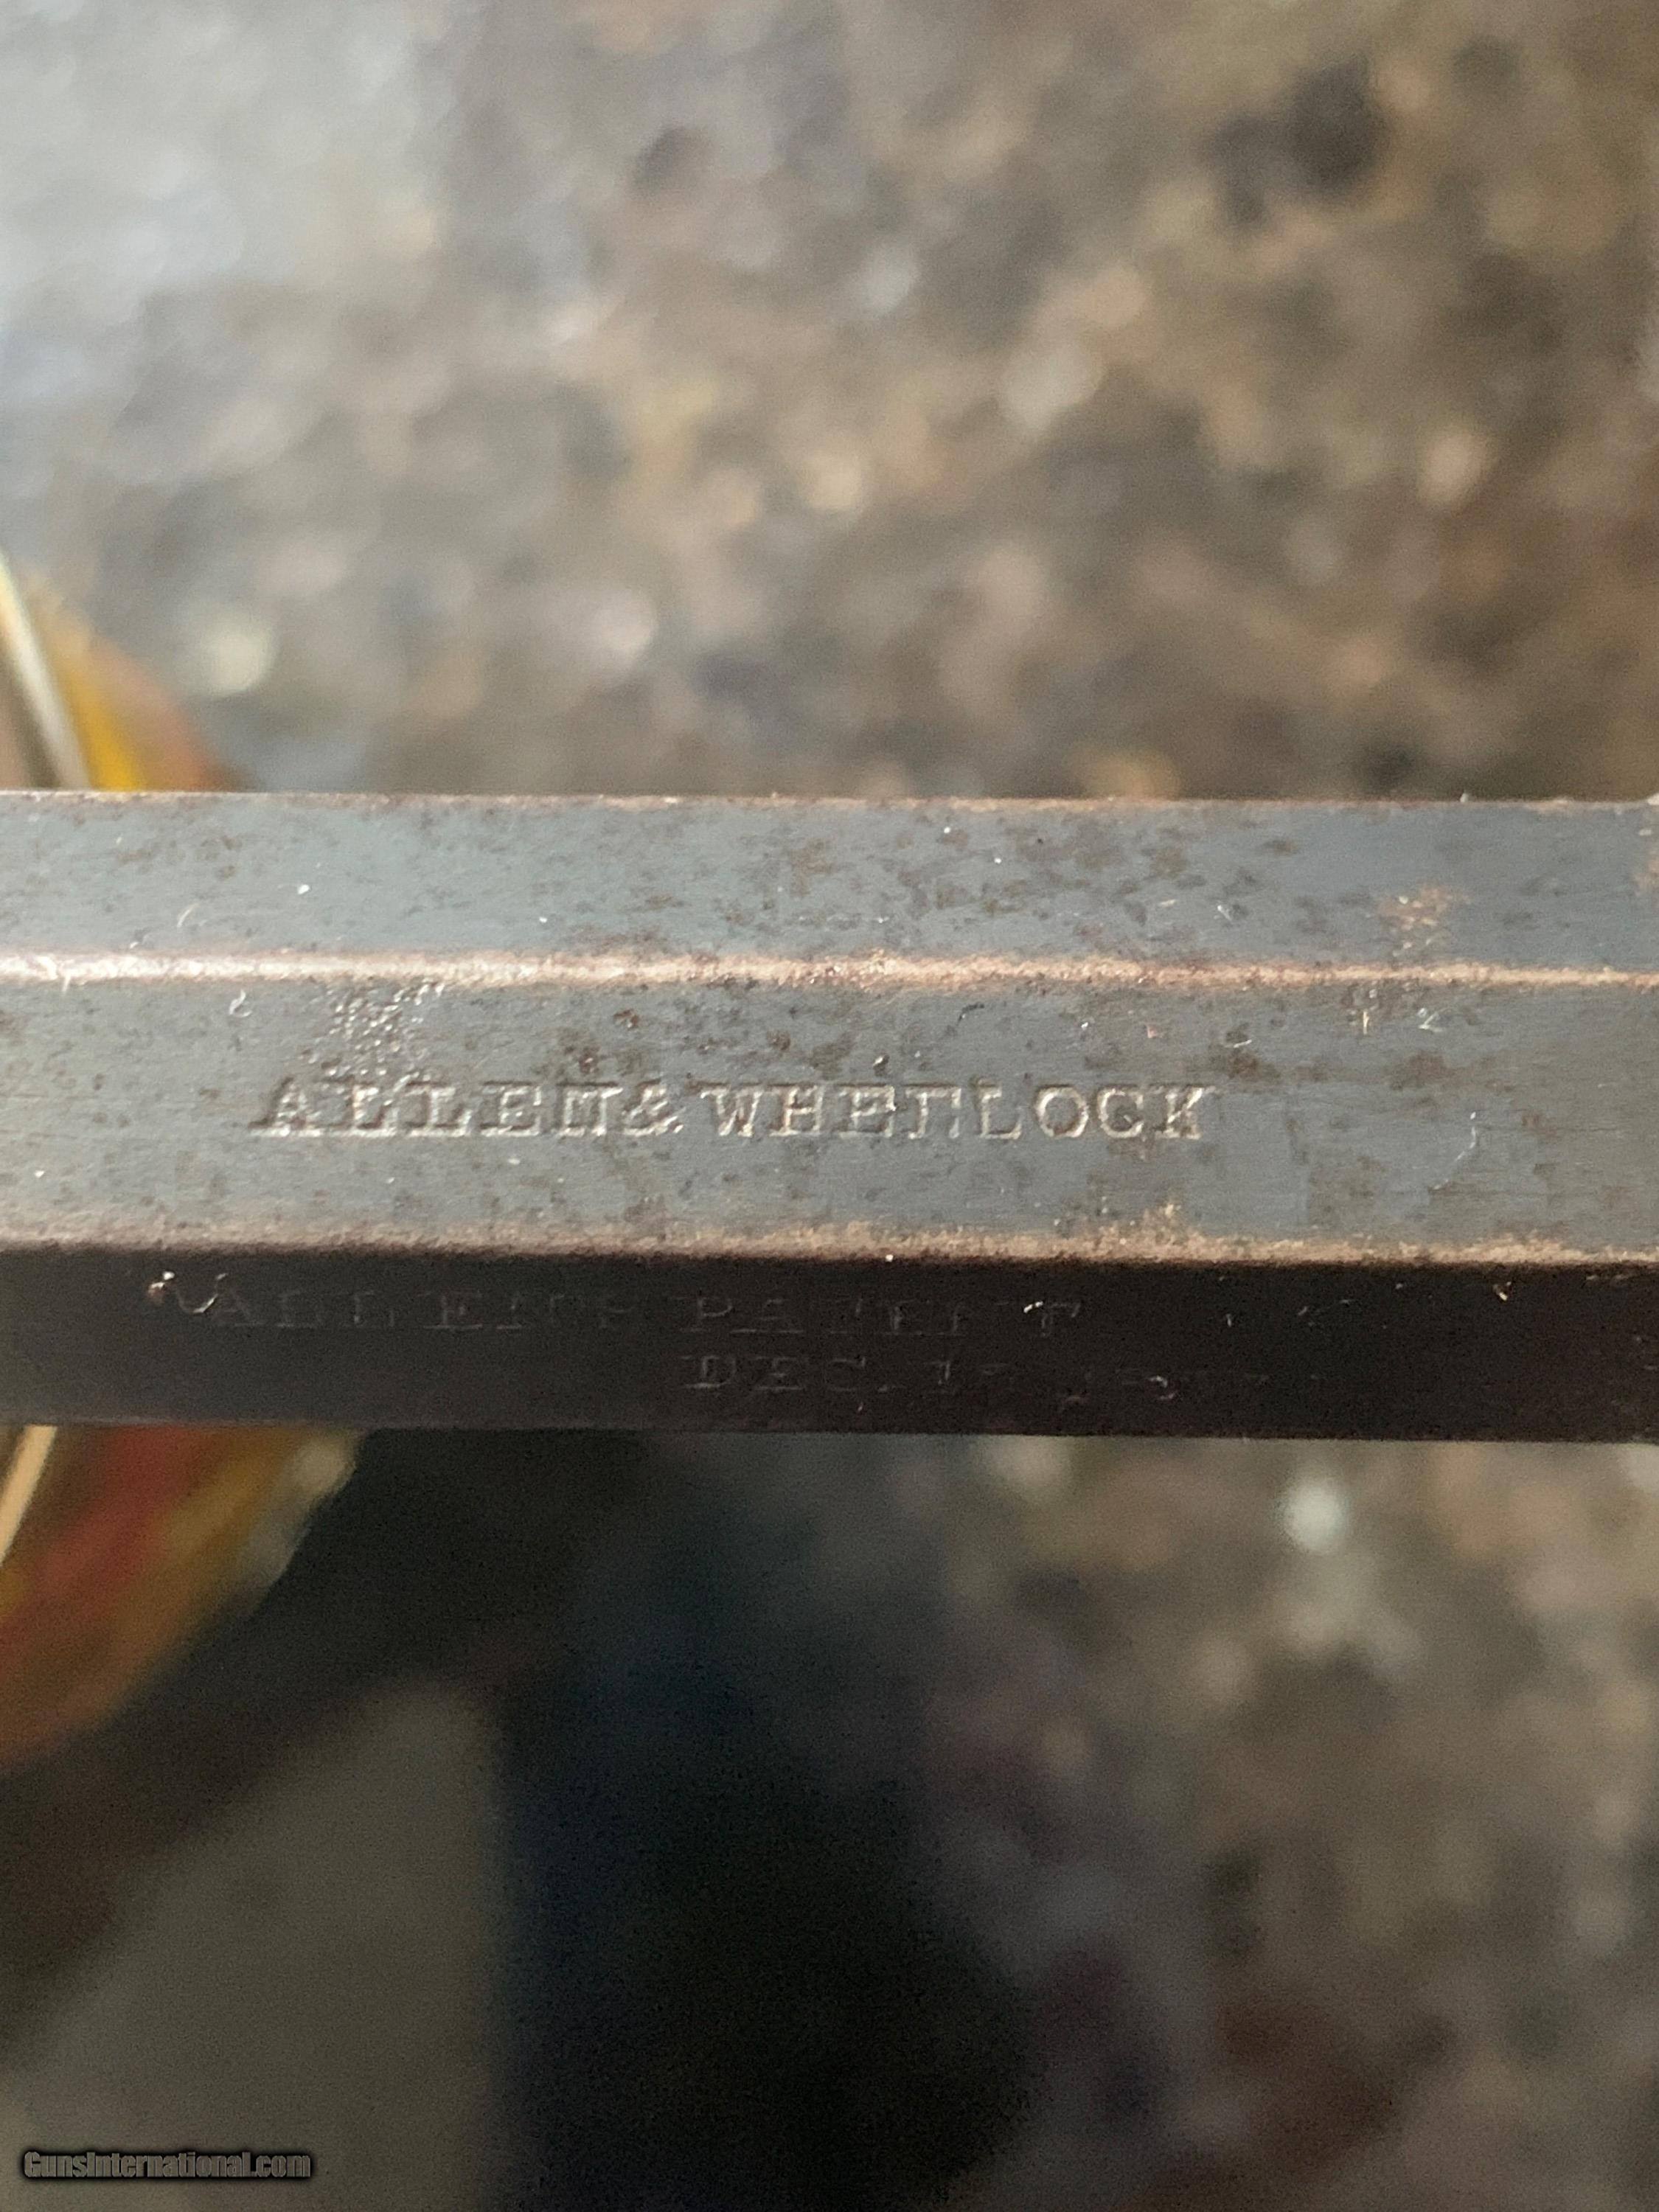 ALLEN & WHEELOCK
ALLEN'S PATENT
DEC. 
GunsInternational.com